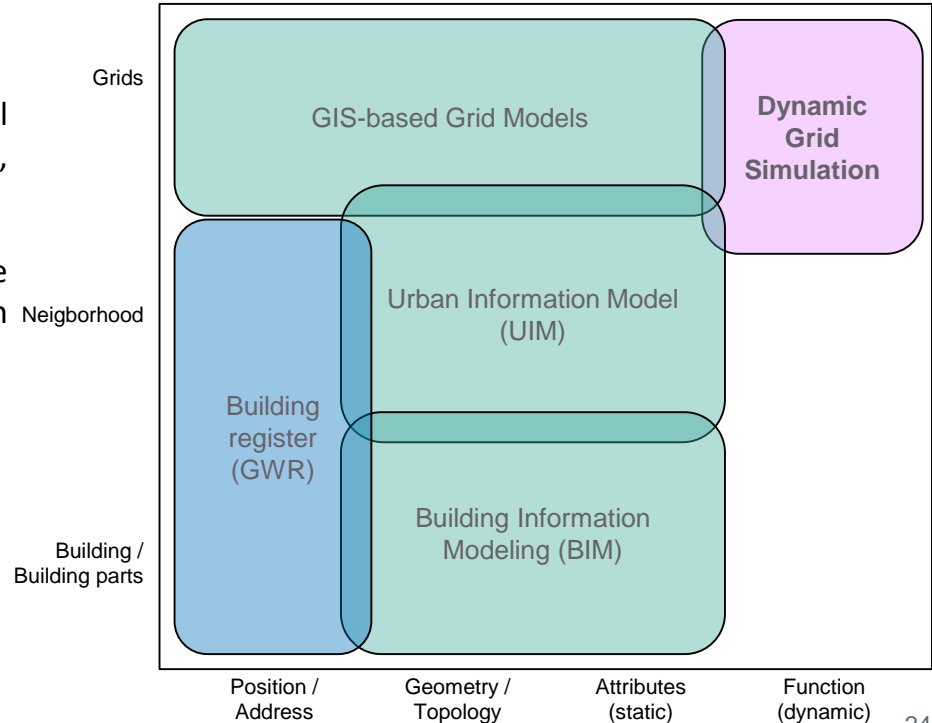 Grids
l
,
e
n
Neigborhood
Building /
Building parts
GIS-based Grid Models
Dynamic
Grid
Simulation
Urban Information Model
(UIM)
Building
register
(GWR)
Building Information
Modeling (BIM)
Position /
Address
Geometry /
Topology
Attributes
(static)
Function
(dynamic)